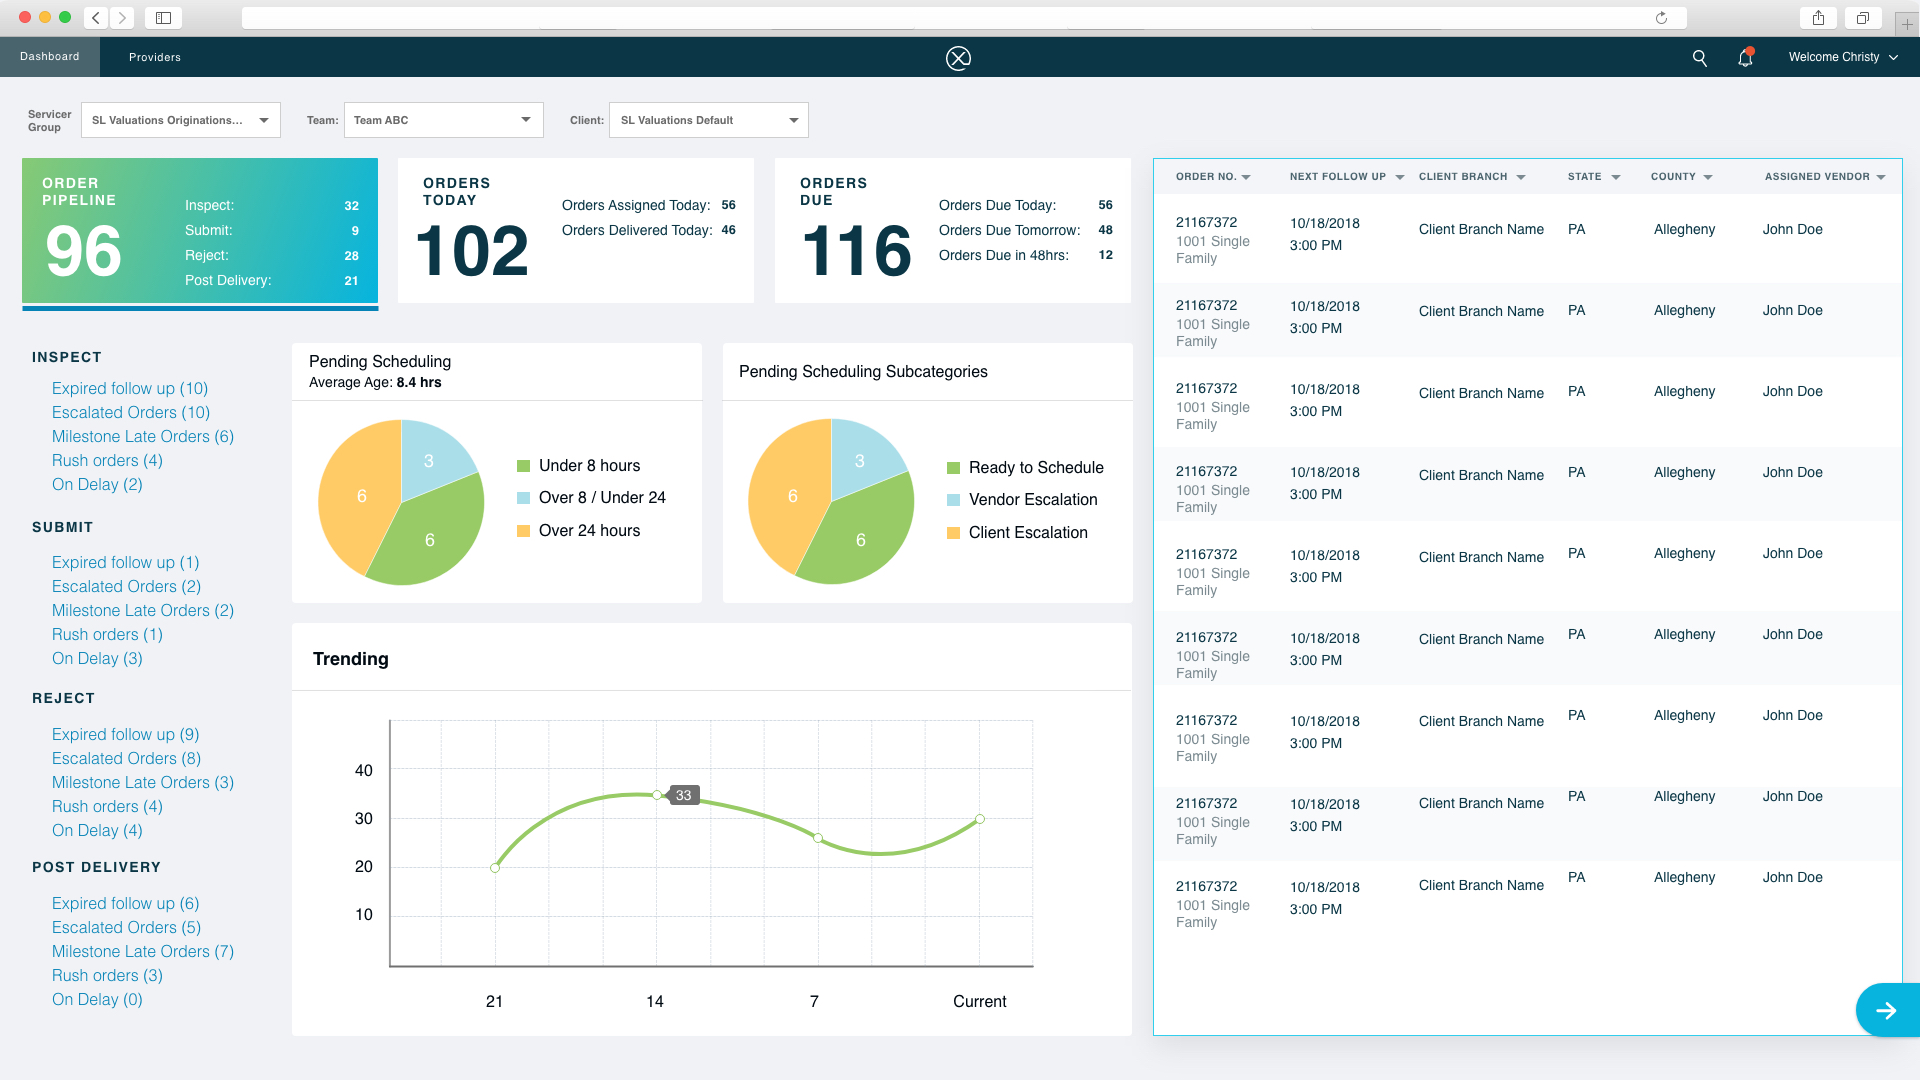 Dashboard
Providers
Welcome Christy
Servicer
Group
SL Valuations Originations...
Team:
Team ABC
Client:
SL Valuations Default
ORDER
PIPELINE
96
Inspect: 32
Submit: 9
Reject: 28
Post Delivery: 21
ORDERS
TODAY
102
Orders Assigned Today: 56
Orders Delivered Today: 46
ORDERS
DUE
116
Orders Due Today: 56
Orders Due Tomorrow: 48
Orders Due in 48hrs: 12
INSPECT
Expired follow up (10)
Escalated Orders (10)
Milestone Late Orders (6)
Rush orders (4)
On Delay (2)
SUBMIT
Expired follow up (1)
Escalated Orders (2)
Milestone Late Orders (2)
Rush orders (1)
On Delay (3)
REJECT
Expired follow up (9)
Escalated Orders (8)
Milestone Late Orders (3)
Rush orders (4)
On Delay (4)
POST DELIVERY
Expired follow up (6)
Escalated Orders (5)
Milestone Late Orders (7)
Rush orders (3)
On Delay (0)
Pending Scheduling
Average Age: 8.4 hrs
3
6
6
Under 8 hours
Over 8 / Under 24
Over 24 hours
Pending Scheduling Subcategories
3
6
6
Ready to Schedule
Vendor Escalation
Client Escalation
Trending
40
30
20
10
33
21 14 7 Current
ORDER NO. NEXT FOLLOW UP CLIENT BRANCH STATE COUNTY ASSIGNED VENDOR
21167372 10/18/2018 Client Branch Name PA Allegheny John Doe
1001 Single 3:00 PM
Family
21167372 10/18/2018 Client Branch Name PA Allegheny John Doe
1001 Single 3:00 PM
Family
21167372 10/18/2018 Client Branch Name PA Allegheny John Doe
1001 Single 3:00 PM
Family
21167372 10/18/2018 Client Branch Name PA Allegheny John Doe
1001 Single 3:00 PM
Family
21167372 10/18/2018 Client Branch Name PA Allegheny John Doe
1001 Single 3:00 PM
Family
21167372 10/18/2018 Client Branch Name PA Allegheny John Doe
1001 Single 3:00 PM
Family
21167372 10/18/2018 Client Branch Name PA Allegheny John Doe
1001 Single 3:00 PM
Family
21167372 10/18/2018 Client Branch Name PA Allegheny John Doe
1001 Single 3:00 PM
Family
21167372 10/18/2018 Client Branch Name PA Allegheny John Doe
1001 Single 3:00 PM
Family